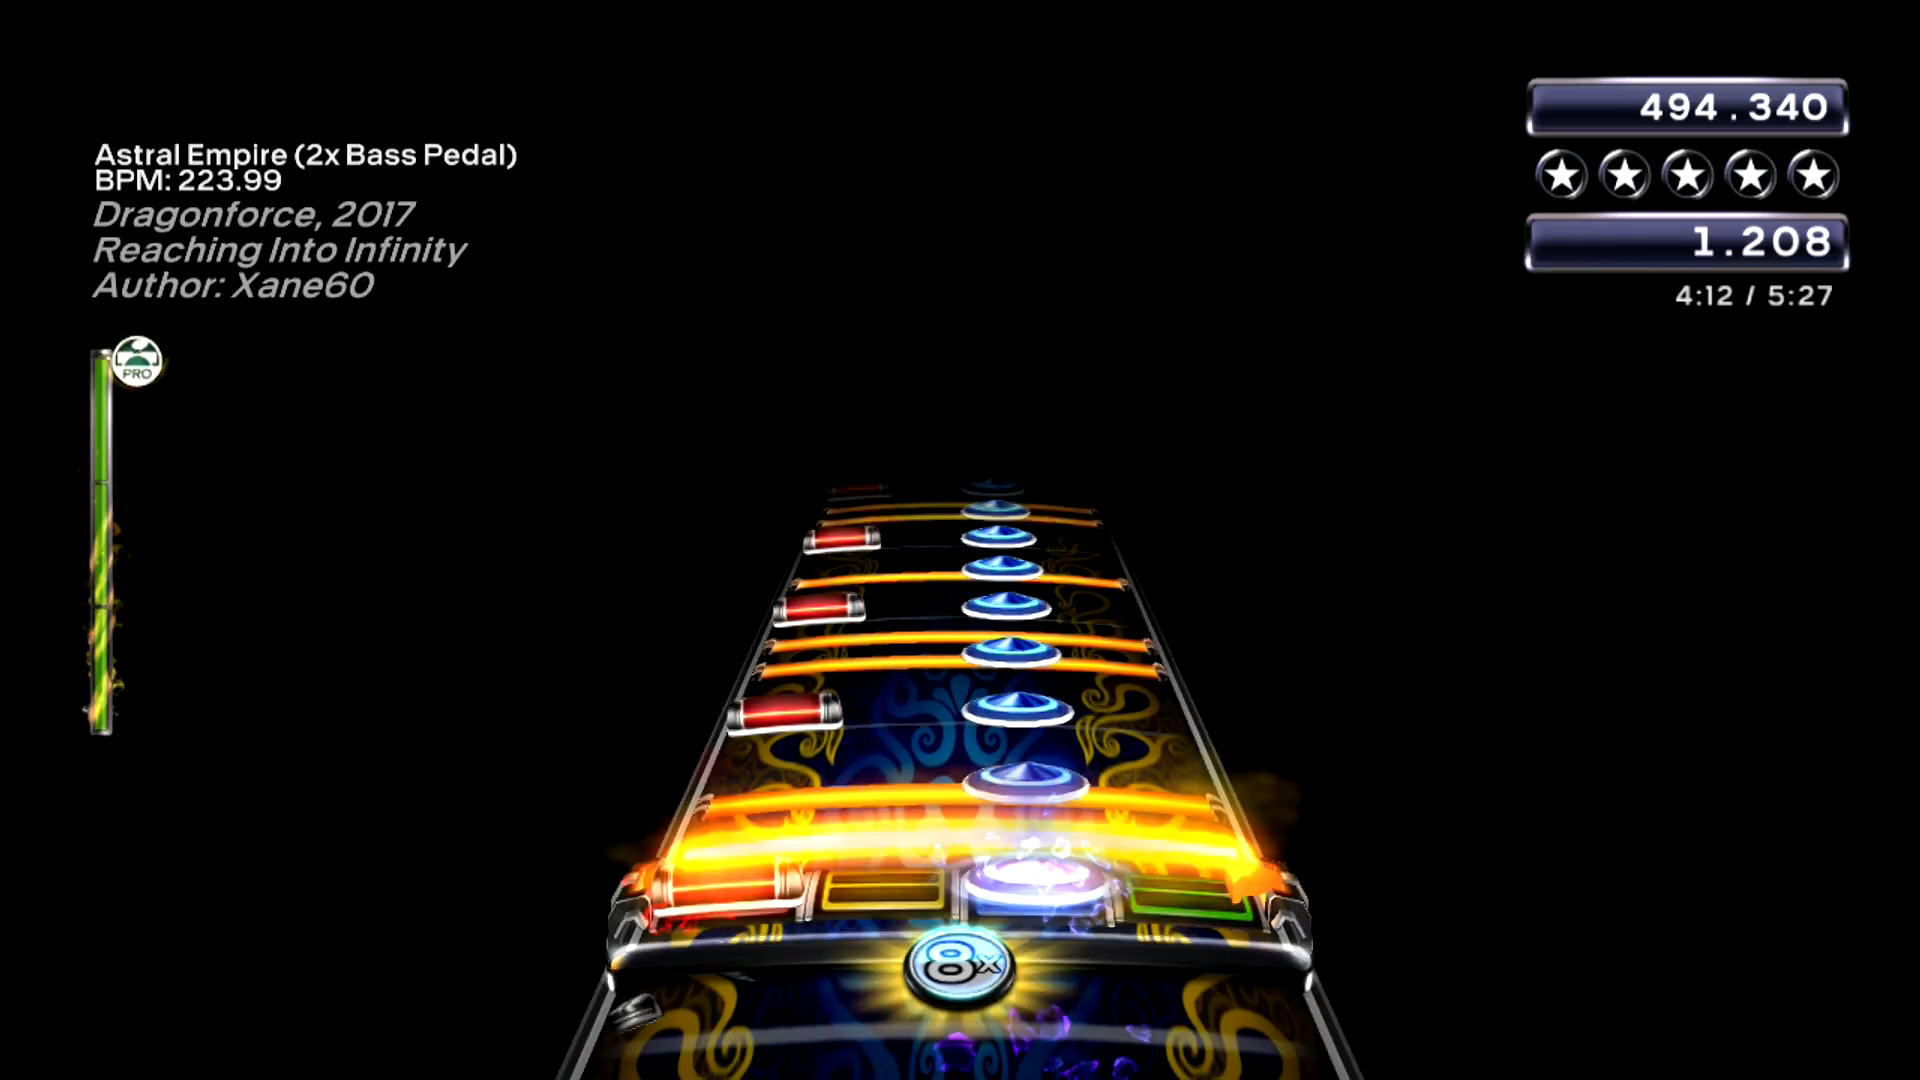 Astral Empire (2x Bass Pedal)
BPM: 223.99
Dragonforce, 2017
Reaching Into Infinity
Author: Xane60
PRO
494.340
1.208
4:12 / 5:27
8x